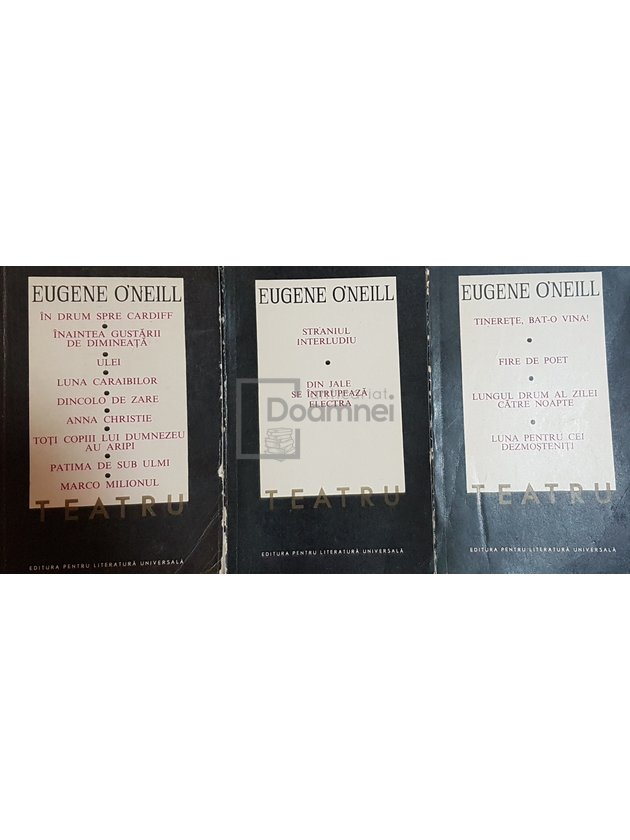 EUGENE O'NEILL
ÎN DRUM SPRE CARDIFF
ÎNAINTEA GUSTĂRII
DE DIMINEAȚĂ
ULEI
LUNA CARAIBILOR
DINCOLO DE ZARE
ANNA CHRISTIE
TOȚI COPIII LUI DUMNEZEU
AU ARIPI
PATIMA DE SUB ULMI
MARCO MILIONUL
TEATRU
EDITURA PENTRU LITERATURĂ UNIVERSALĂ
EUGENE O'NEILL
STRANIUL
INTERLUDIU
DIN JALE
SE ÎNTRUPEAZĂ
ELECTRA
TEATRU
EDITURA PENTRU LITERATURĂ UNIVERSALĂ
EUGENE O'NEILL
TINEREȚE, BAT-O VINA!
FIRE DE POET
LUNGUL DRUM AL ZILEI
CĂTRE NOAPTE
LUNA PENTRU CEI
DEZMOȘTENIȚI
TEATRU
EDITURA PENTRU LITERATURĂ UNIVERSALĂ
Doamnei